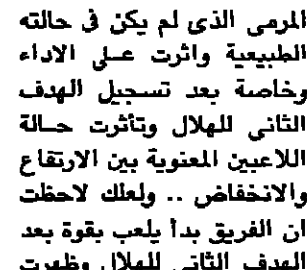 المرمى الذى لم يكن فى حالته
الطبيعية واثرت على الاداء
وخاصة بعد تسجيل الهدف
الثاني للهلال وتأثرت حالة
اللاعبين المعنوية بين الارتفاع
والانخفاض .. ولعلك لاحظت
ان الفريق بدأ يلعب بقوة بعد
الهدف الثانى للهلال وظهرت